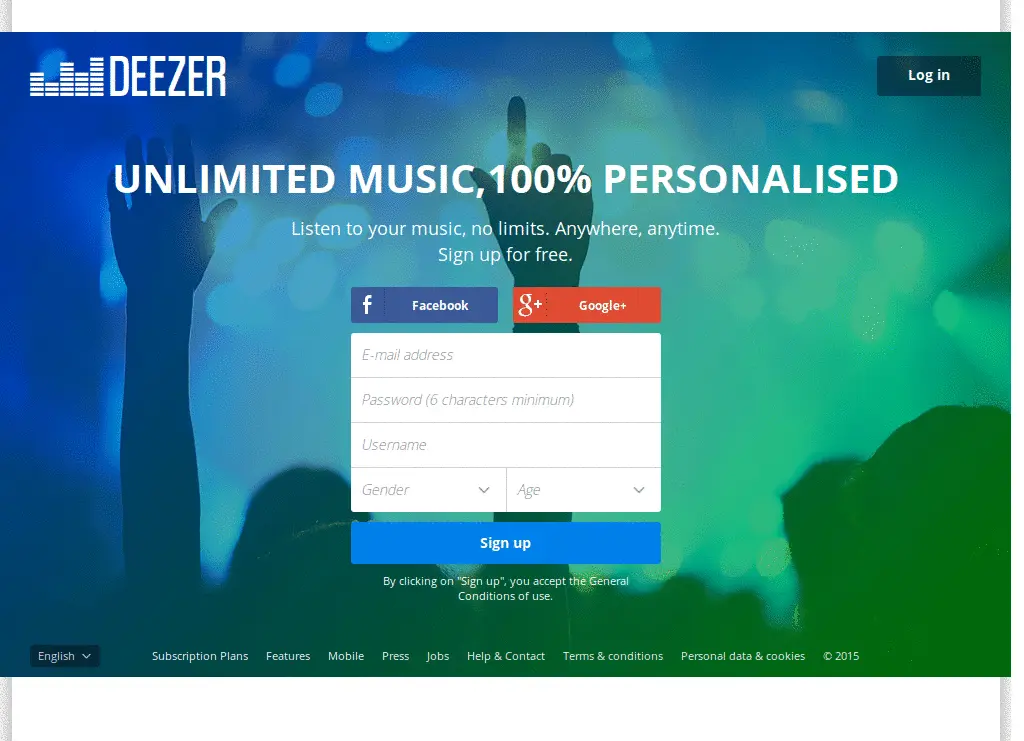 DEEZER
Log in
UNLIMITED MUSIC,100% PERSONALISED
Listen to your music, no limits. Anywhere, anytime.
Sign up for free.
f Facebook
g+ Google+
E-mail address
Password (6 characters minimum)
Username
Gender Age
Sign up
By clicking on "Sign up", you accept the General
Conditions of use.
English Subscription Plans Features Mobile Press Jobs Help & Contact Terms & conditions Personal data & cookies © 2015